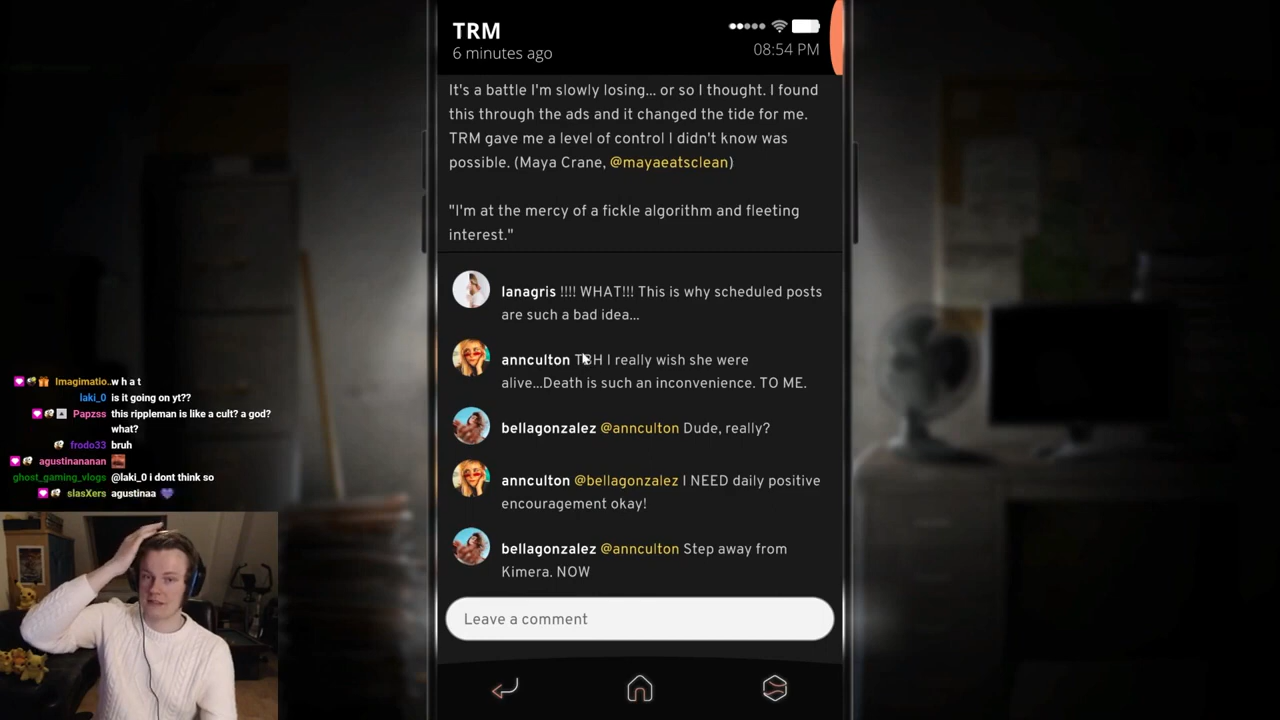 TRM
6 minutes ago
08:54 PM
It's a battle I'm slowly losing... or so I thought. I found
this through the ads and it changed the tide for me.
TRM gave me a level of control I didn't know was
possible. (Maya Crane, @mayaeatsclean)
"I'm at the mercy of a fickle algorithm and fleeting
interest."
lanagris !!!! WHAT!!! This is why scheduled posts
are such a bad idea...
annculton TBH I really wish she were
alive...Death is such an inconvenience. TO ME.
bellagonzalez @annculton Dude, really?
annculton @bellagonzalez I NEED daily positive
encouragement okay!
bellagonzalez @annculton Step away from
Kimera. NOW
Leave a comment
Imagimatio.. w h a t
laki_0 is it going on yt??
Papzss this rippleman is like a cult? a god?
what?
frodo33 bruh
agustinananan
ghost_gaming_vlogs @laki_0 i dont think so
slasXers agustinaa